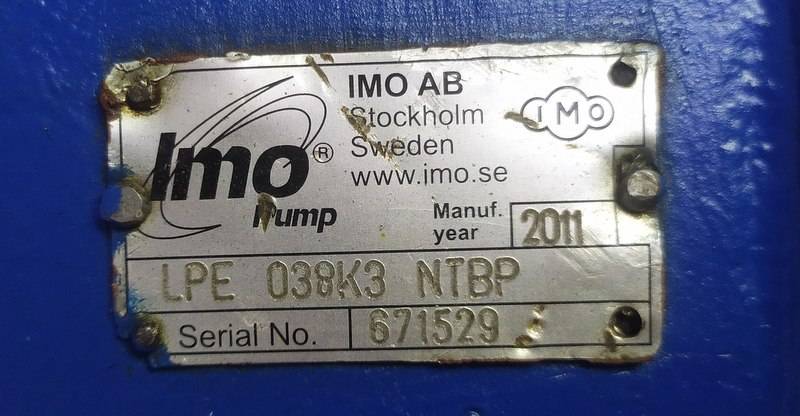 Imo®
Pump
IMO AB
Stockholm
Sweden
www.imo.se
IMO
Manuf.
year 2011
LPE 038K3 NTBP
Serial No. 671529